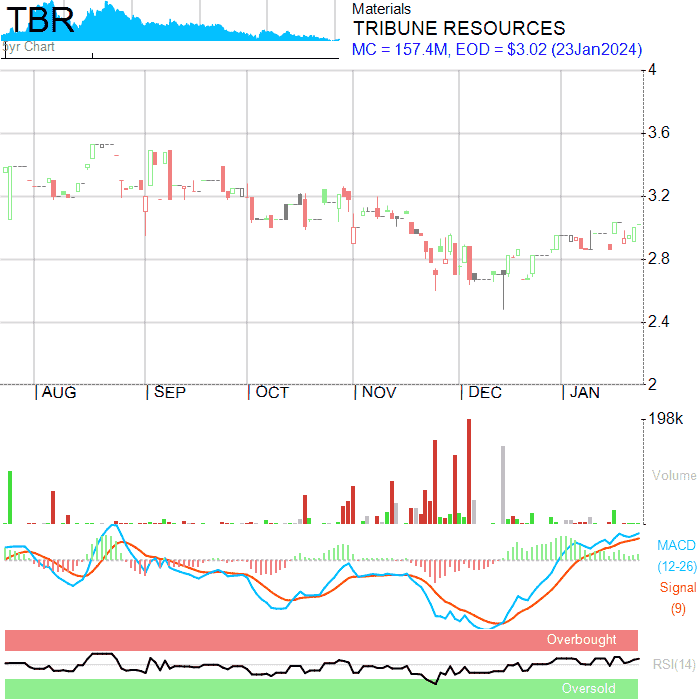 TBR
5yr Chart
Materials
TRIBUNE RESOURCES
MC = 157.4M, EOD = $3.02 (23Jan2024)
4
3.6
3.2
2.8
2.4
2
AUG SEP OCT NOV DEC JAN
198k
Volume
MACD
(12-26)
Signal
(9)
Overbought
RSI(14)
Oversold